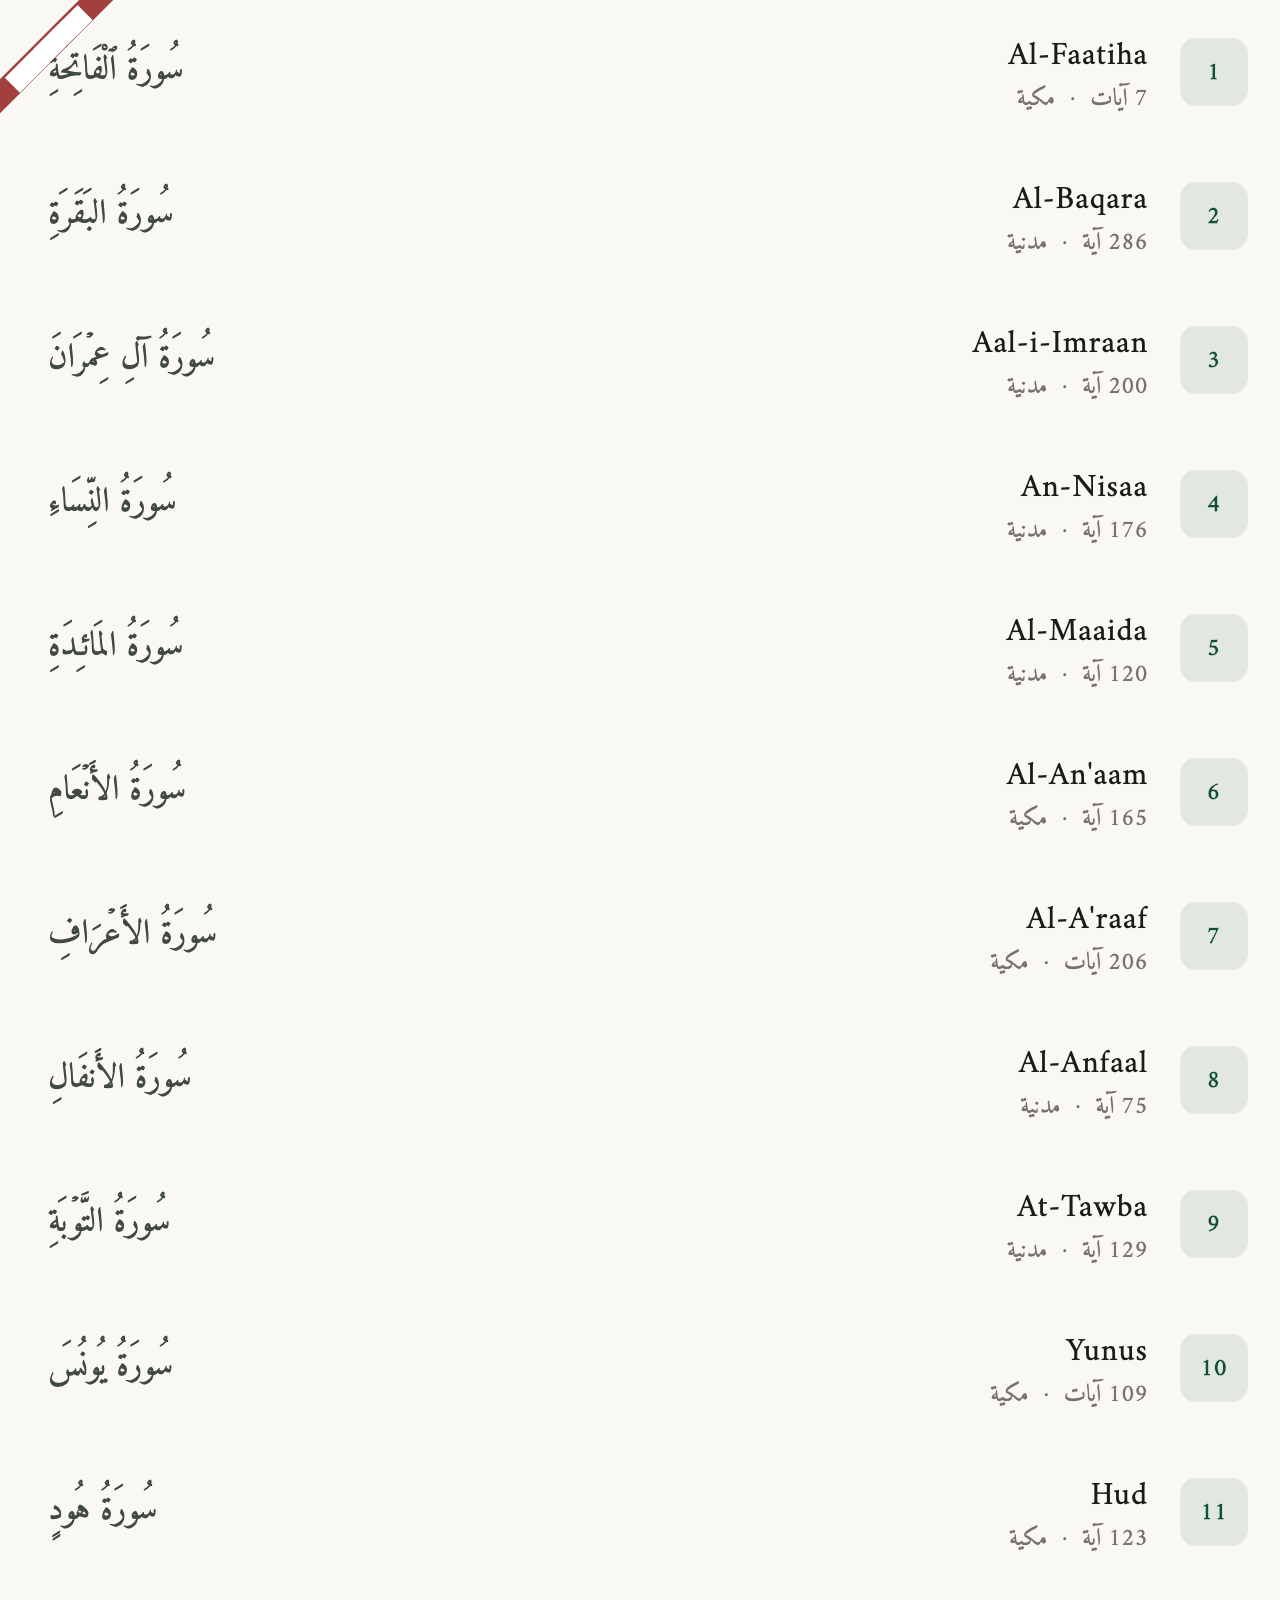 1
Al-Faatiha
7 آيات · مكية
سُورَةُ ٱلْفَاتِحَةِ
2
Al-Baqara
286 آية · مدنية
سُورَةُ البَقَرَةِ
3
Aal-i-Imraan
200 آية · مدنية
سُورَةُ آلِ عِمۡرَانَ
4
An-Nisaa
176 آية · مدنية
سُورَةُ النِّسَاءِ
5
Al-Maaida
120 آية · مدنية
سُورَةُ المَائـِدَةِ
6
Al-An'aam
165 آية · مكية
سُورَةُ الأَنۡعَامِ
7
Al-A'raaf
206 آيات · مكية
سُورَةُ الأَعۡرَافِ
8
Al-Anfaal
75 آية · مدنية
سُورَةُ الأَنفَالِ
9
At-Tawba
129 آية · مدنية
سُورَةُ التَّوۡبَةِ
10
Yunus
109 آيات · مكية
سُورَةُ يُونُسَ
11
Hud
123 آية · مكية
سُورَةُ هُودٍ